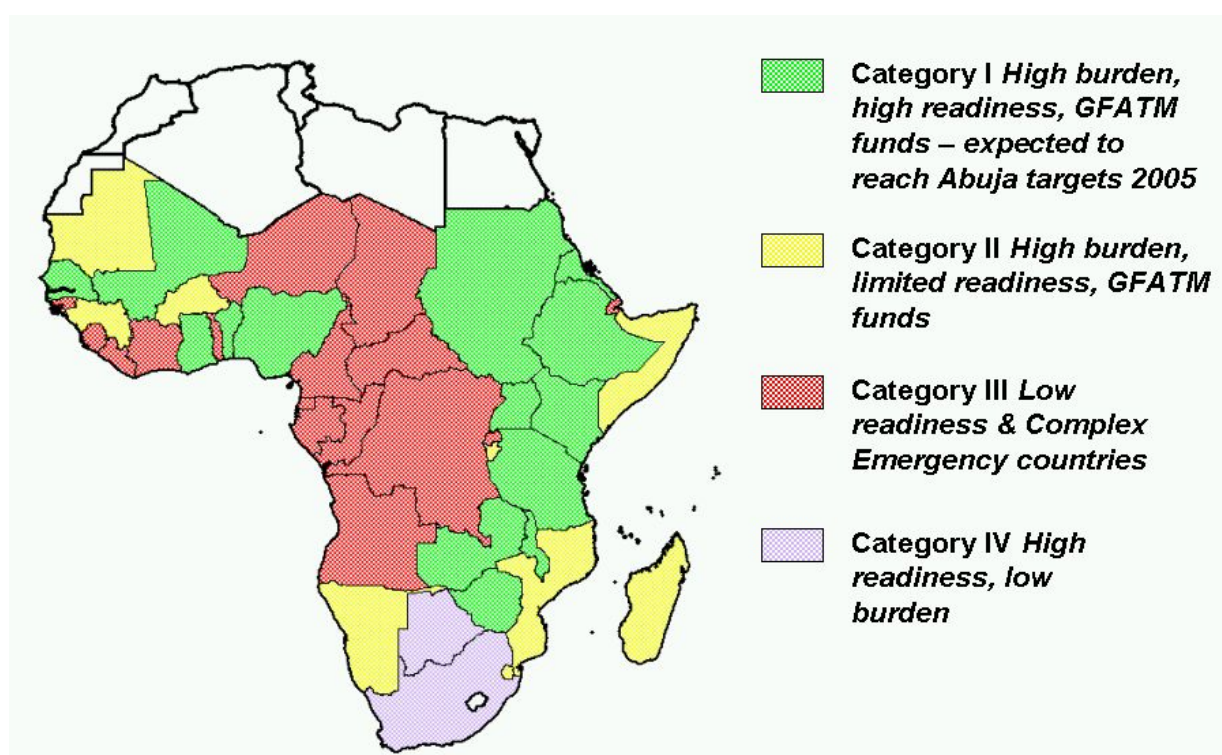 Category I High burden,
high readiness, GFATM
funds – expected to
reach Abuja targets 2005
Category II High burden,
limited readiness, GFATM
funds
Category III Low
readiness & Complex
Emergency countries
Category IV High
readiness, low
burden